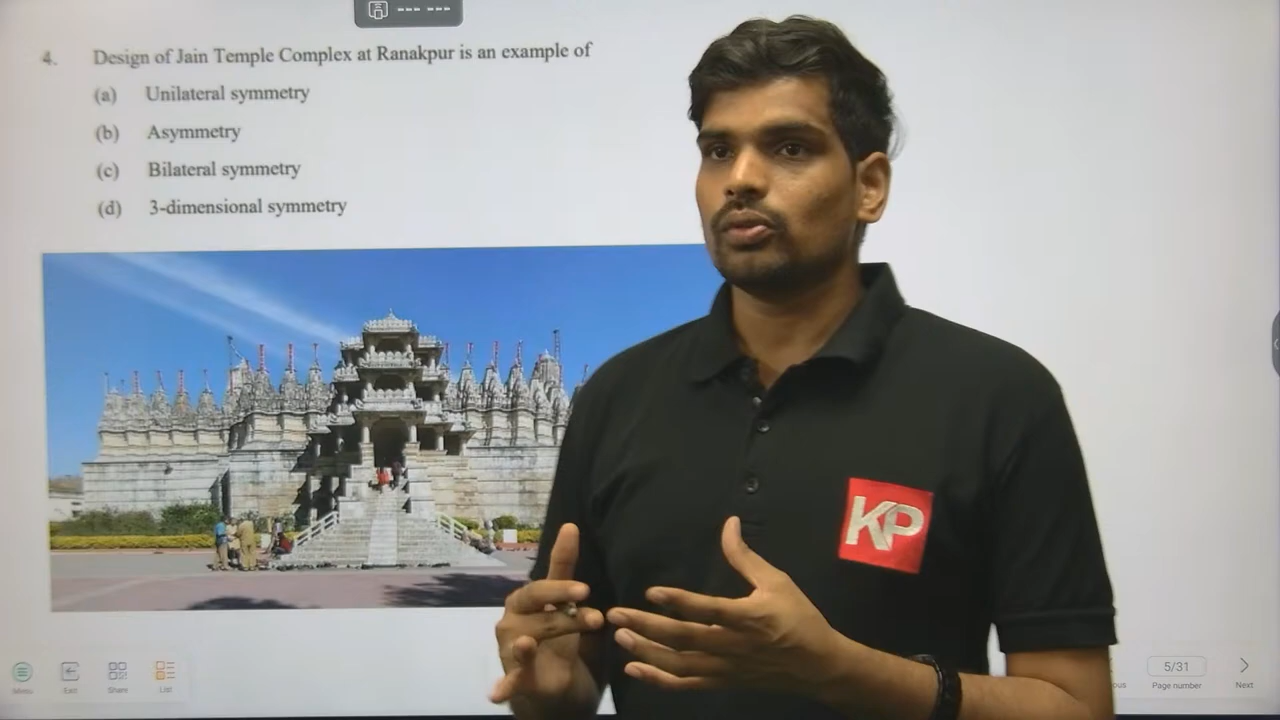 4. Design of Jain Temple Complex at Ranakpur is an example of
(a) Unilateral symmetry
(b) Asymmetry
(c) Bilateral symmetry
(d) 3-dimensional symmetry
KP
Menu Exit Share List
5/31
Page number Next